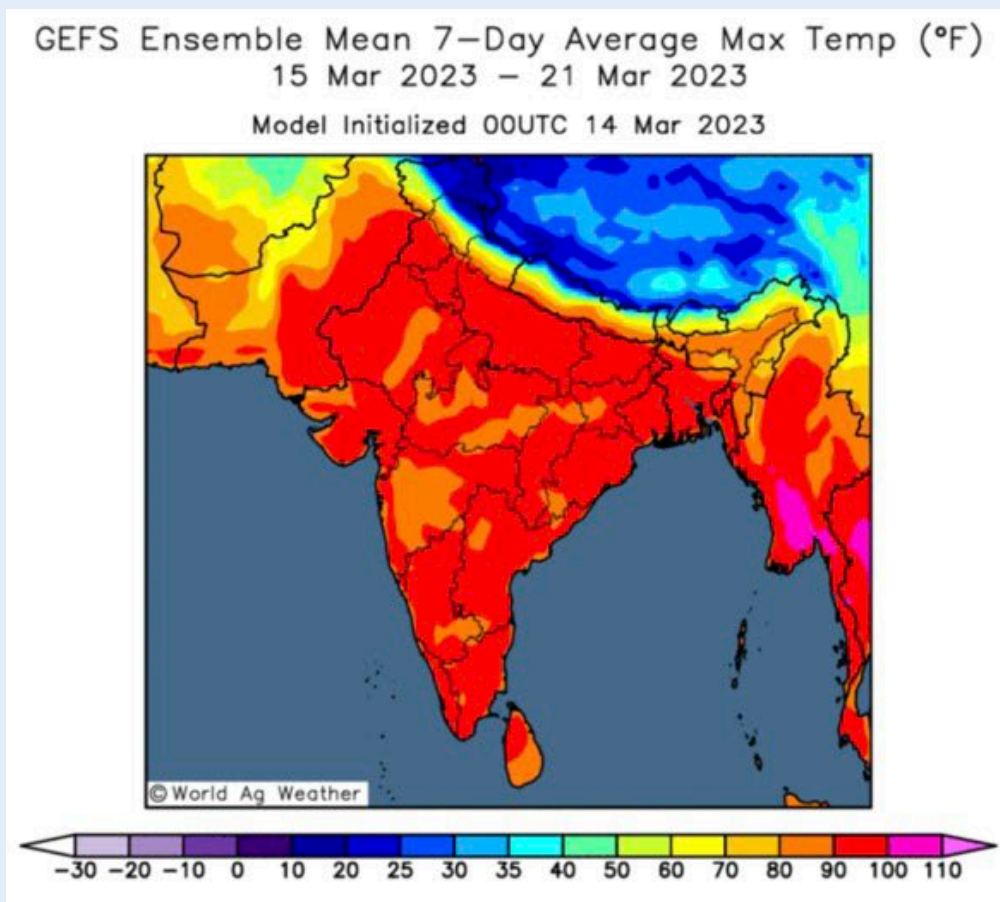 GEFS Ensemble Mean 7-Day Average Max Temp (°F)
15 Mar 2023 - 21 Mar 2023
Model Initialized 00UTC 14 Mar 2023
©World Ag Weather
-30 -20 -10 0 10 20 25 30 35 40 50 60 70 80 90 100 110